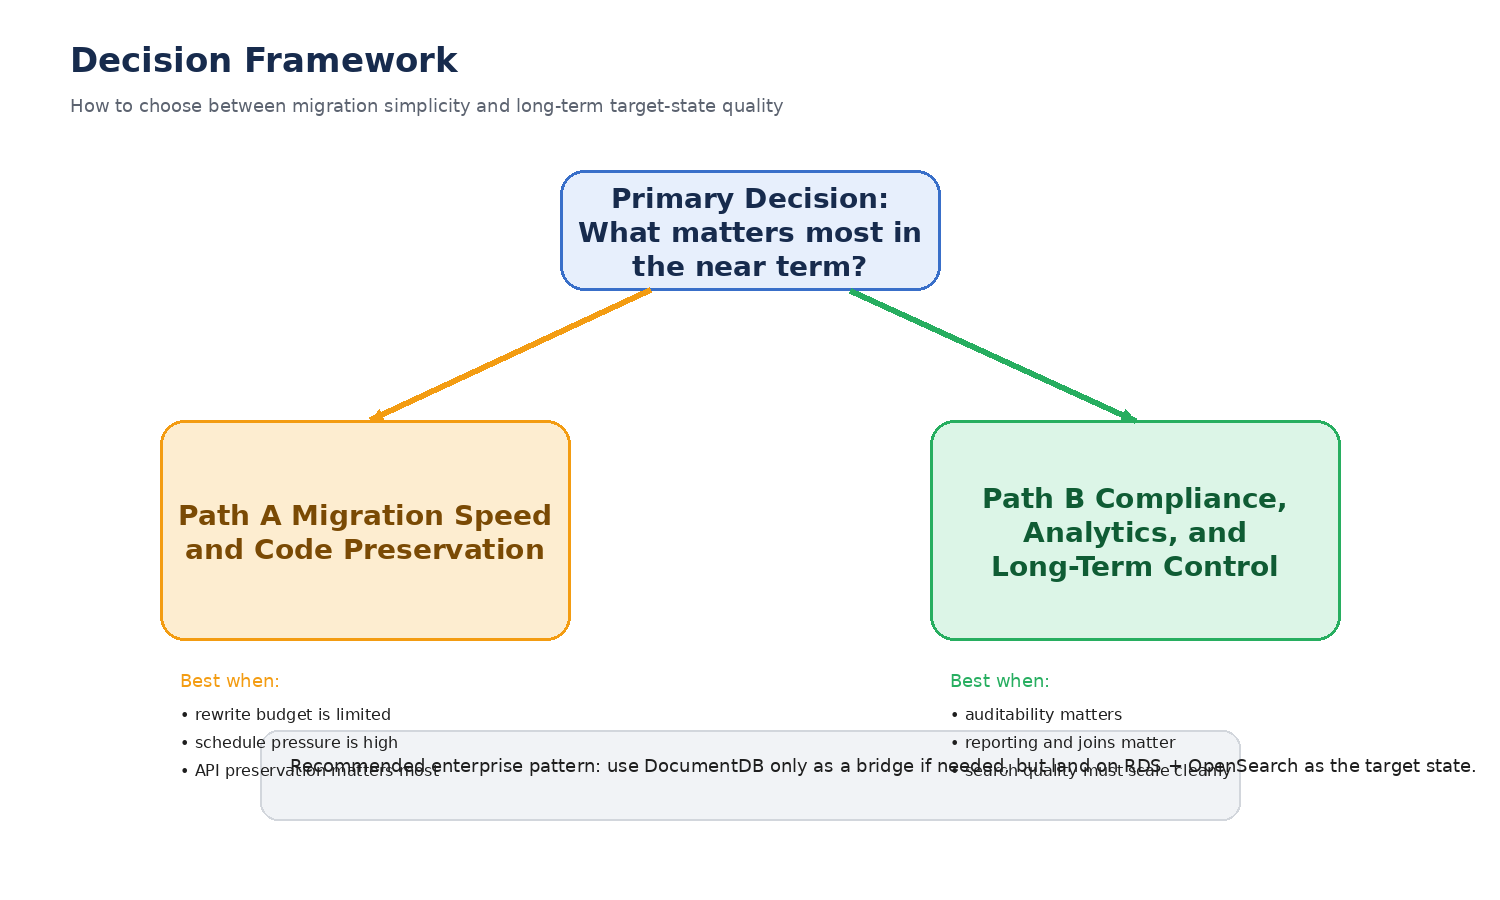 Decision Framework
How to choose between migration simplicity and long-term target-state quality
Primary Decision:
What matters most in
the near term?
Path A Migration Speed
and Code Preservation
Path B Compliance,
Analytics, and
Long-Term Control
Best when:
• rewrite budget is limited
• schedule pressure is high
• API preservation matters most
Best when:
• auditability matters
• reporting and joins matter
• search quality must scale cleanly
Recommended enterprise pattern: use DocumentDB only as a bridge if needed, but land on RDS + OpenSearch as the target state.